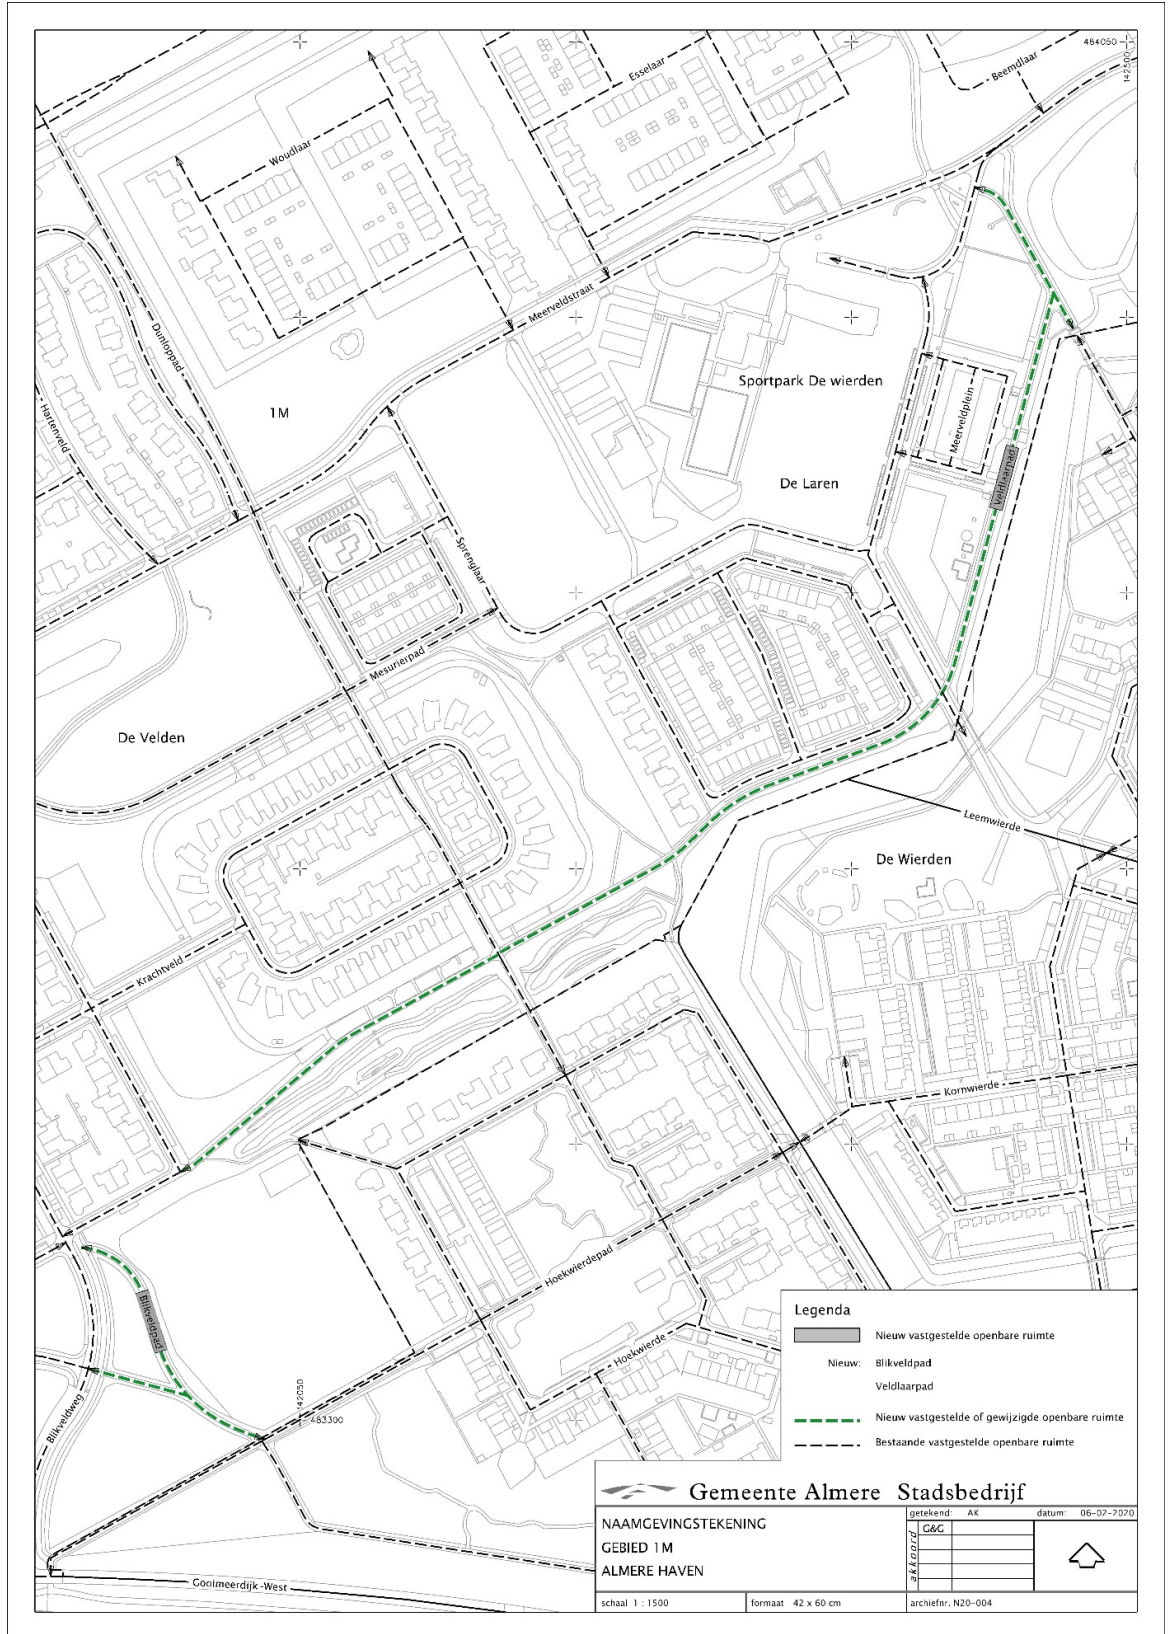 484050
142500
Beemdlaar
Esselaar
Woudlaar
Meerveldstraat
Dunloppad
Hartenveld
1M
Sportpark De wierden
Meerveldplein
Veldlaarpad
De Laren
Sprenglaar
Mesurierpad
De Velden
Leemwierde
De Wierden
Krachtveld
Kornwierde
Hoekwierdepad
Hoekwierde
Blikveldpad
Blikveldweg
142050
483300
Gooimeerdijk-West
Legenda
Nieuw vastgestelde openbare ruimte
Nieuw: Blikveldpad
Veldlaarpad
Nieuw vastgestelde of gewijzigde openbare ruimte
Bestaande vastgestelde openbare ruimte
Gemeente Almere Stadsbedrijf
NAAMGEVINGSTEKENING
GEBIED 1M
ALMERE HAVEN
getekend: AK datum: 06-02-2020
akkoord
G&G
schaal 1 : 1500 formaat 42 x 60 cm archiefnr. N20-004